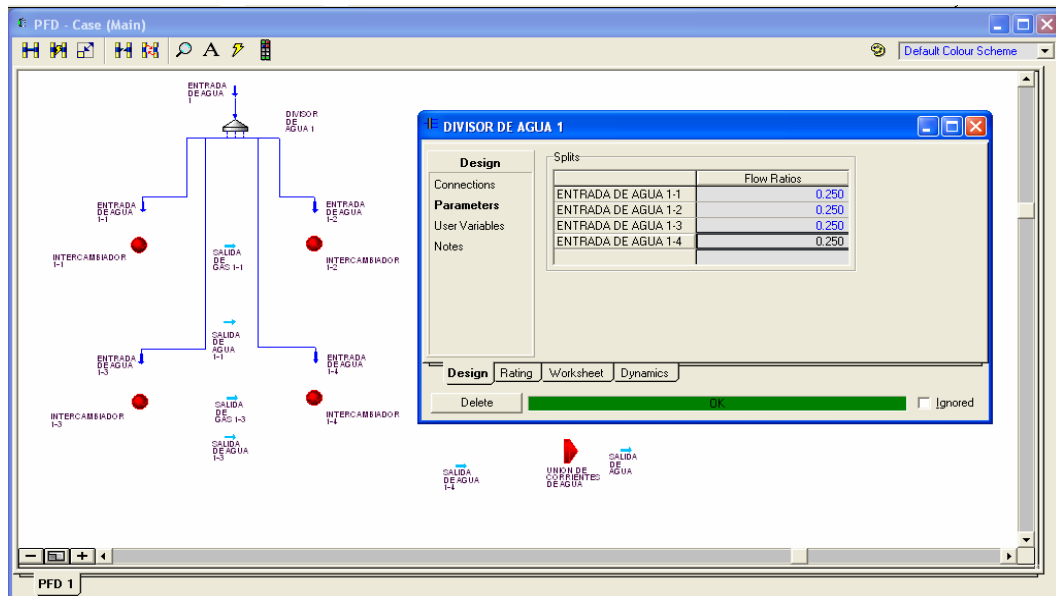 PFD - Case (Main)
A
Default Colour Scheme
ENTRADA
DE AGUA
1
DIVISOR
DE
AGUA 1
ENTRADA
DE AGUA
1-1
ENTRADA
DE AGUA
1-2
INTERCAMBIADOR
1-1
SALIDA
DE
GAS 1-1
INTERCAMBIADOR
1-2
SALIDA
DE
AGUA
1-1
ENTRADA
DE AGUA
1-3
ENTRADA
DE AGUA
1-4
INTERCAMBIADOR
1-3
SALIDA
DE
GAS 1-3
INTERCAMBIADOR
1-4
SALIDA
DE AGUA
1-3
SALIDA
DE AGUA
1-4
UNION DE
CORRIENTES
DE AGUA
SALIDA
DE
AGUA
DIVISOR DE AGUA 1
Design
Connections
Parameters
User Variables
Notes
Splits
Flow Ratios
ENTRADA DE AGUA 1-1 0.250
ENTRADA DE AGUA 1-2 0.250
ENTRADA DE AGUA 1-3 0.250
ENTRADA DE AGUA 1-4 0.250
Design Rating Worksheet Dynamics
Delete OK Ignored
PFD 1